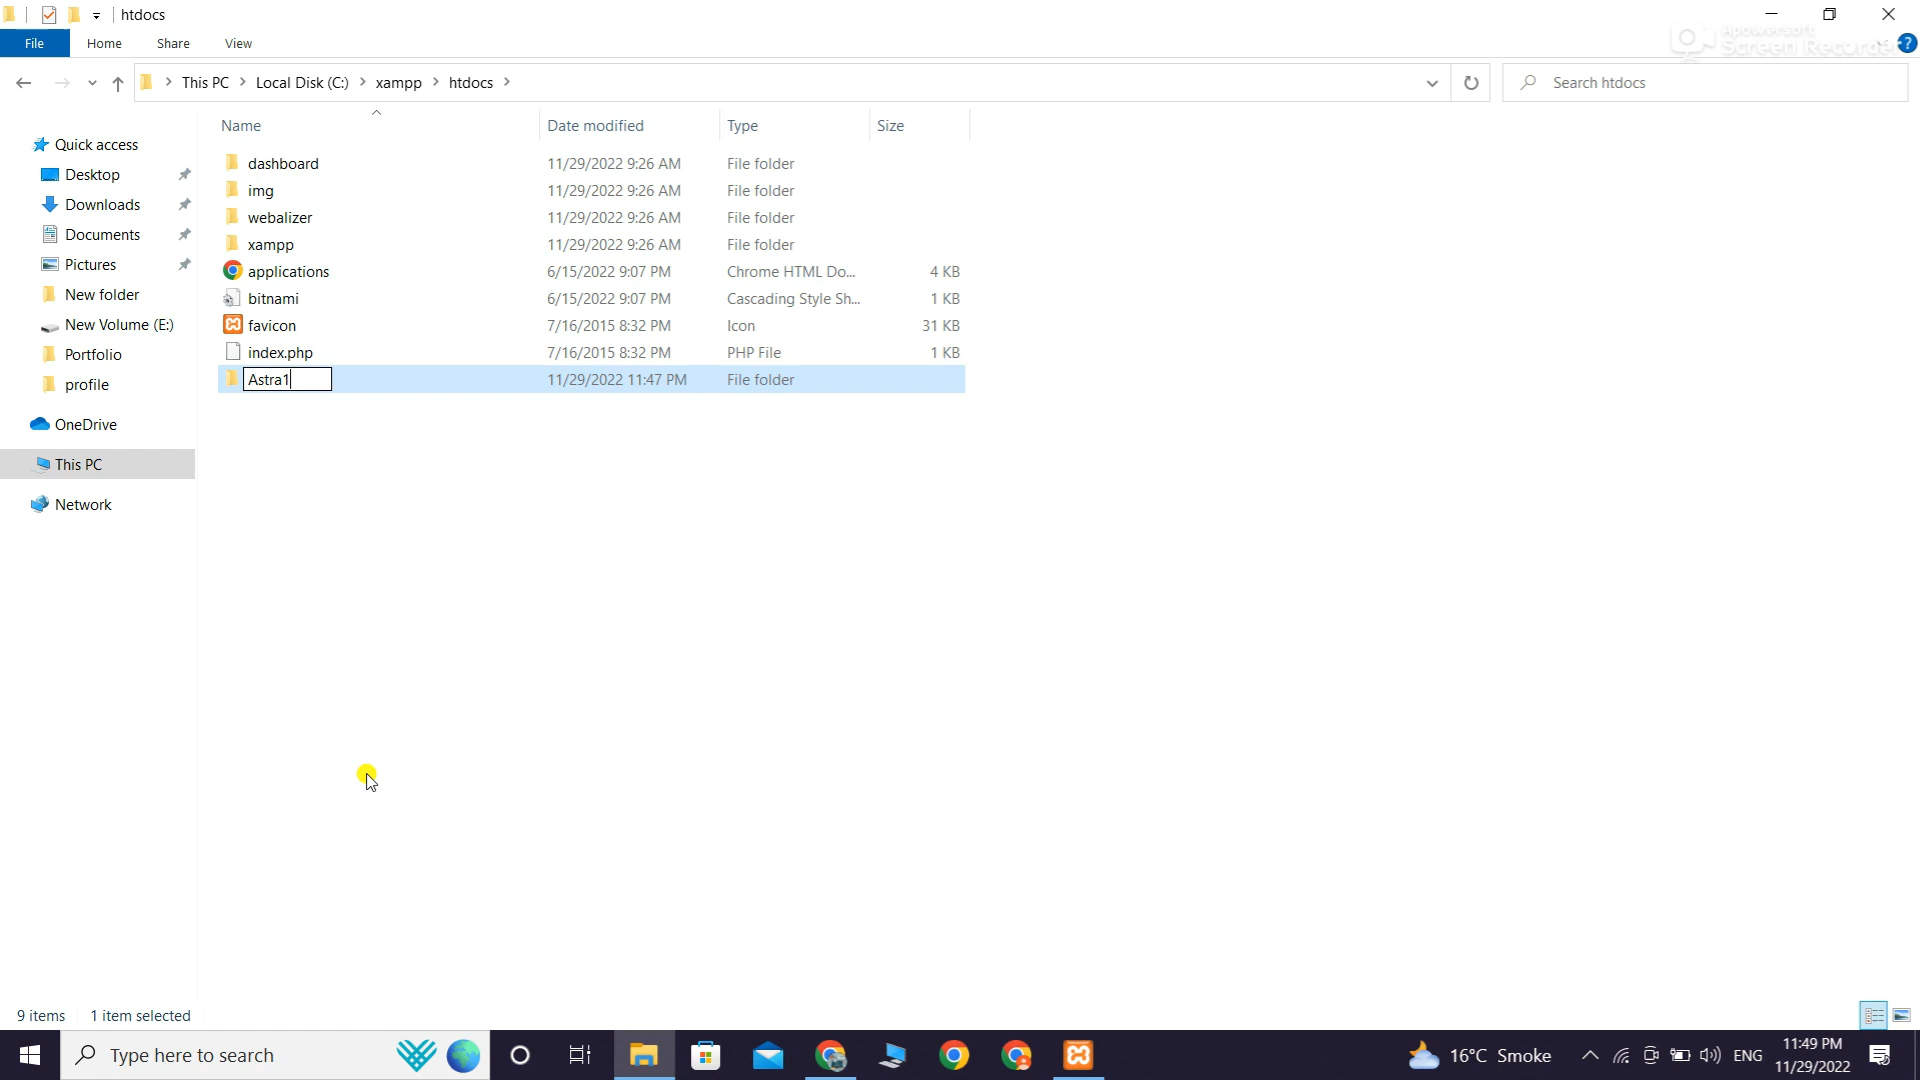 htdocs
File Home Share View
Apowersoft
Screen Recorder
This PC Local Disk (C:) xampp htdocs
Search htdocs
Name Date modified Type Size
Quick access
Desktop
Downloads
Documents
Pictures
New folder
New Volume (E:)
Portfolio
profile
OneDrive
This PC
Network
dashboard 11/29/2022 9:26 AM File folder
img 11/29/2022 9:26 AM File folder
webalizer 11/29/2022 9:26 AM File folder
xampp 11/29/2022 9:26 AM File folder
applications 6/15/2022 9:07 PM Chrome HTML Do... 4 KB
bitnami 6/15/2022 9:07 PM Cascading Style Sh... 1 KB
favicon 7/16/2015 8:32 PM Icon 31 KB
index.php 7/16/2015 8:32 PM PHP File 1 KB
Astra1 11/29/2022 11:47 PM File folder
9 items 1 item selected
Type here to search
16°C Smoke
ENG
11:49 PM
11/29/2022